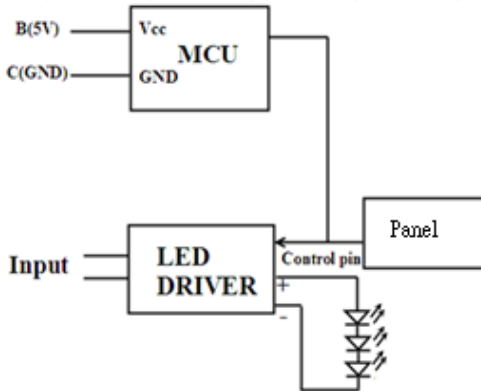 B(5V)
Vcc
MCU
C(GND)
GND
Panel
Control pin
Input
LED
DRIVER
+
-